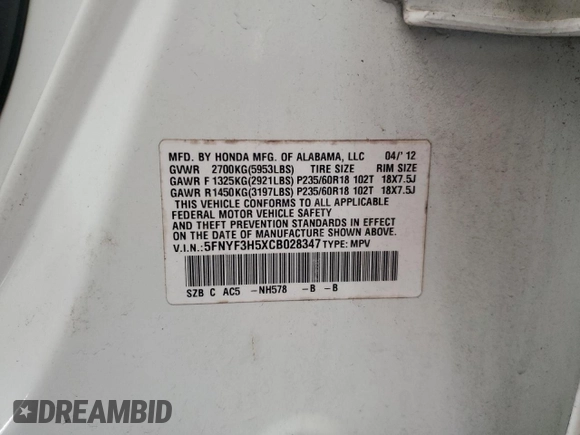 MFD. BY HONDA MFG. OF ALABAMA, LLC 04/'12
GVWR 2700KG(5953LBS) TIRE SIZE RIM SIZE
GAWR F 1325KG(2921LBS) P235/60R18 102T 18X7.5J
GAWR R1450KG(3197LBS) P235/60R18 102T 18X7.5J
THIS VEHICLE CONFORMS TO ALL APPLICABLE
FEDERAL MOTOR VEHICLE SAFETY
AND THEFT PREVENTION STANDARDS IN EFFECT
ON THE DATE OF MANUFACTURE SHOWN ABOVE.
V.I.N.:5FNYF3H5XCB028347 TYPE: MPV
SZB C AC5 -NH578 -B -B
DREAMBID